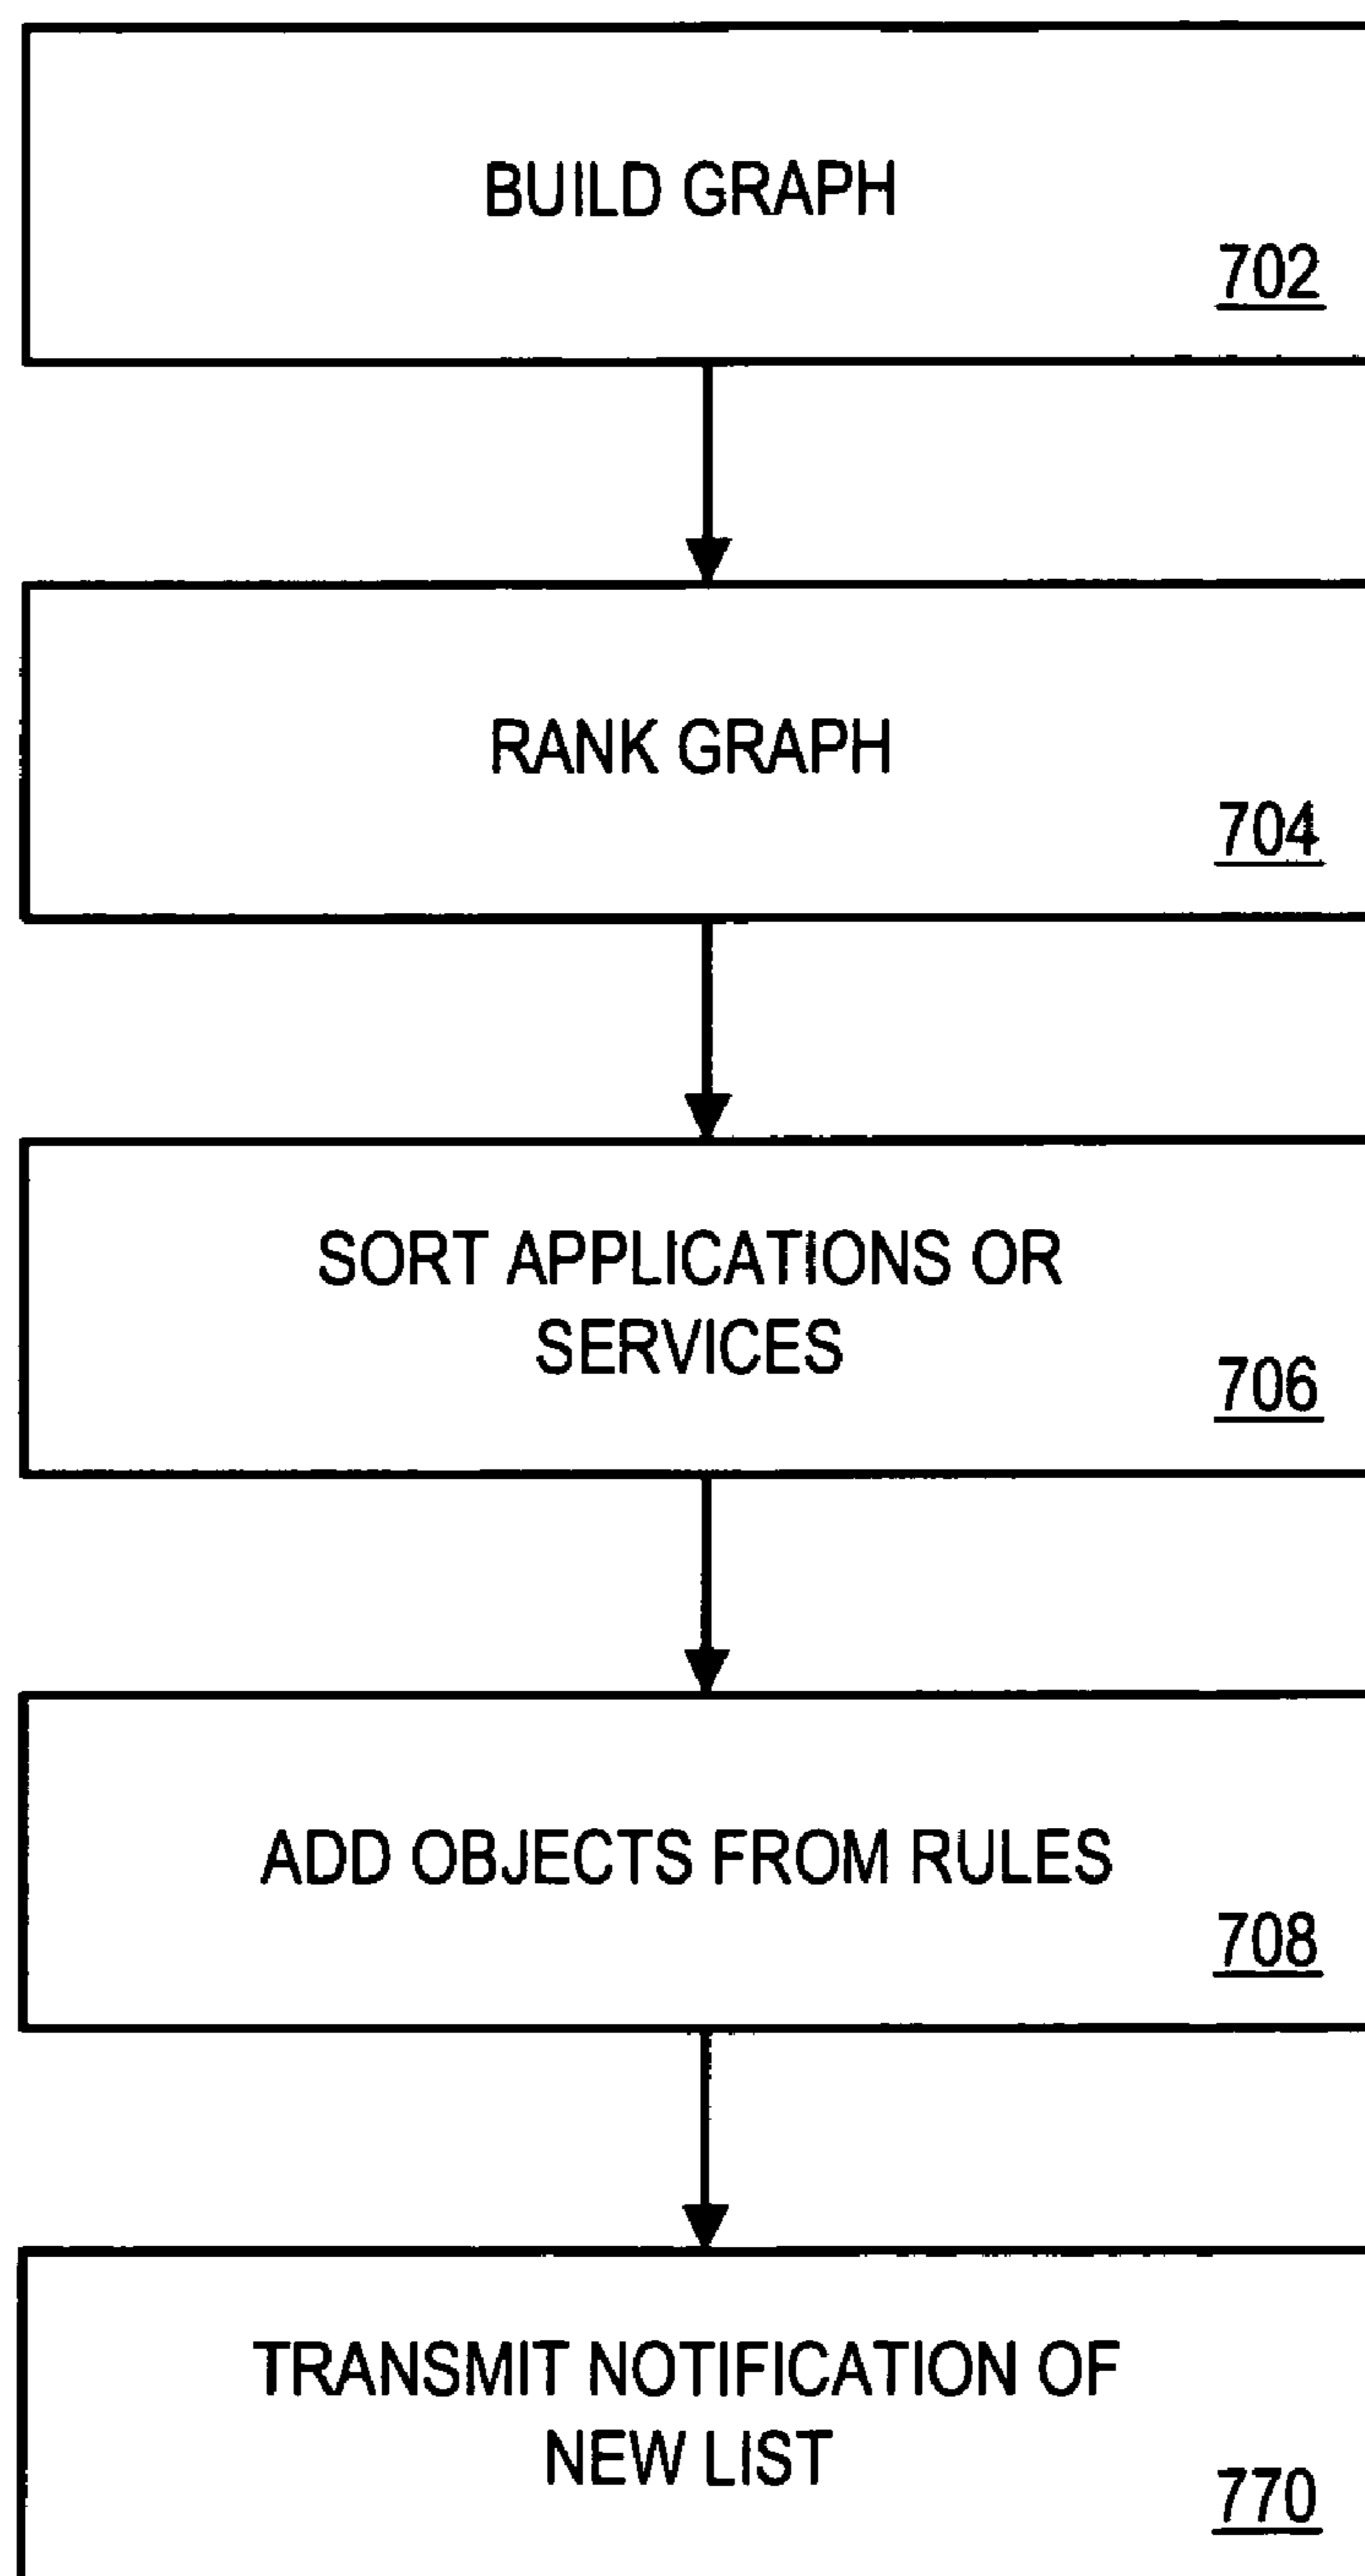 BUILD GRAPH
702
RANK GRAPH
704
SORT APPLICATIONS OR
SERVICES
706
ADD OBJECTS FROM RULES
708
TRANSMIT NOTIFICATION OF
NEW LIST
770